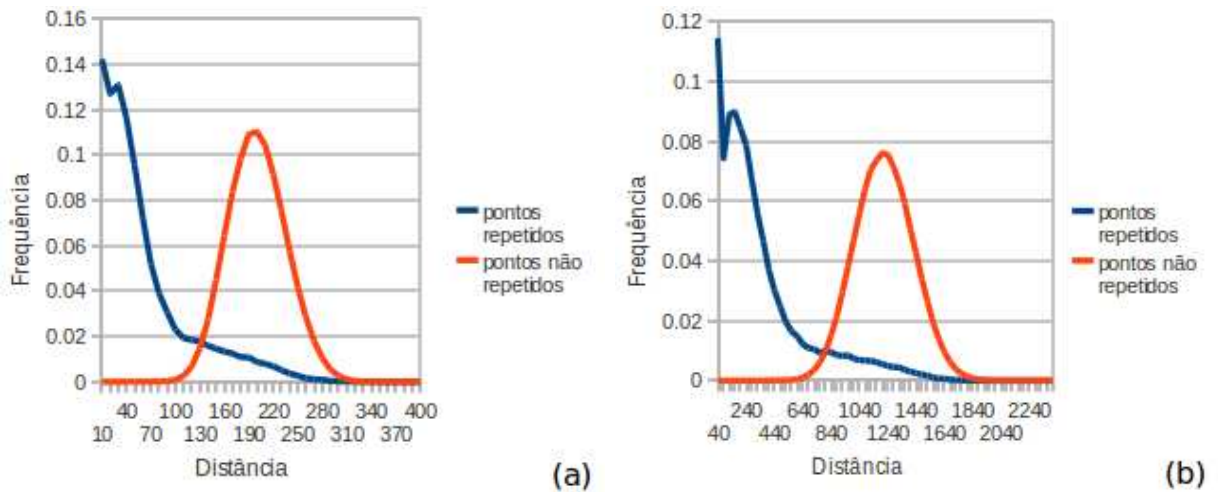 0.16
0.14
0.12
0.1
0.08
0.06
0.04
0.02
0
Frequência
40 100 160 220 280 340 400
10 70 130 190 250 310 370
Distância
pontos
repetidos
pontos não
repetidos
(a)
0.12
0.1
0.08
0.06
0.04
0.02
0
Frequência
240 640 1040 1440 1840 2240
40 440 840 1240 1640 2040
Distância
pontos
repetidos
pontos não
repetidos
(b)